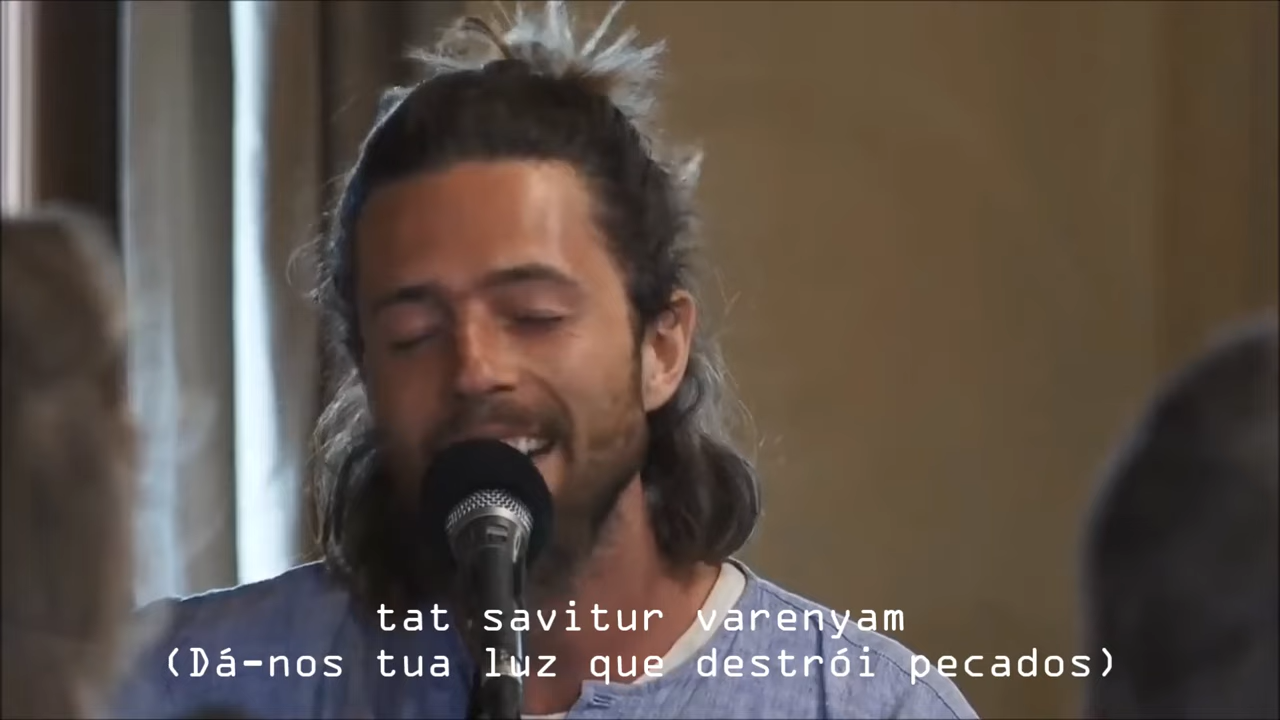 tat savitur varenyam
(Dá-nos tua luz que destrói pecados)